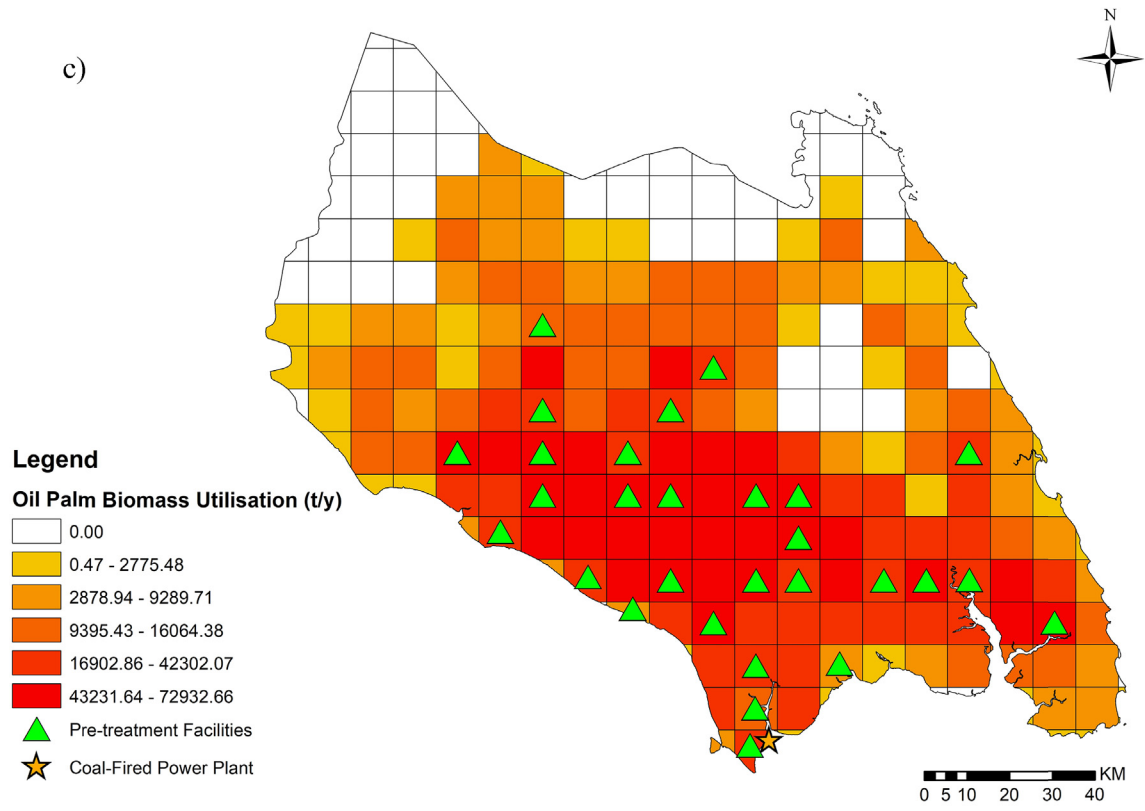 c)
N
Legend
Oil Palm Biomass Utilisation (t/y)
0.00
0.47 - 2775.48
2878.94 - 9289.71
9395.43 - 16064.38
16902.86 - 42302.07
43231.64 - 72932.66
Pre-treatment Facilities
Coal-Fired Power Plant
KM
0 5 10 20 30 40